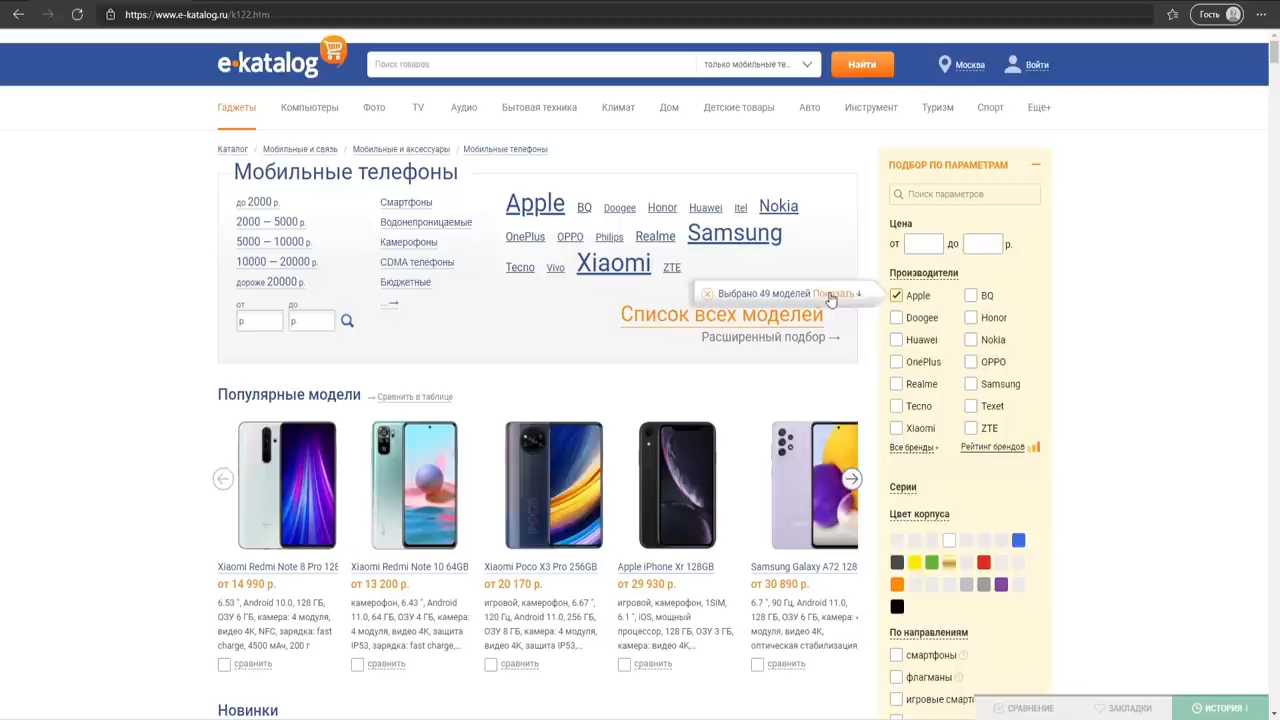 https://www.e-katalog.ru/k122.htm
Гость
e•katalog
Поиск товаров
только мобильные те..
Найти
Москва
Войти
Гаджеты Компьютеры Фото TV Аудио Бытовая техника Климат Дом Детские товары Авто Инструмент Туризм Спорт Еще+
Каталог / Мобильные и связь / Мобильные и аксессуары / Мобильные телефоны
Мобильные телефоны
до 2000 р.
2000 — 5000 р.
5000 — 10000 р.
10000 — 20000 р.
дороже 20000 р.
от до
р. р.
Смартфоны
Водонепроницаемые
Камерофоны
CDMA телефоны
Бюджетные
...→
Apple BQ Doogee Honor Huawei Itel Nokia
OnePlus OPPO Philips Realme Samsung
Tecno Vivo Xiaomi ZTE
Выбрано 49 моделей Показать ↓
Список всех моделей
Расширенный подбор →
Популярные модели → Сравнить в таблице
Xiaomi Redmi Note 8 Pro 128
от 14 990 р.
6.53 ", Android 10.0, 128 ГБ,
ОЗУ 6 ГБ, камера: 4 модуля,
видео 4K, NFC, зарядка: fast
charge, 4500 мАч, 200 г
сравнить
Xiaomi Redmi Note 10 64GB
от 13 200 р.
камерофон, 6.43 ", Android
11.0, 64 ГБ, ОЗУ 4 ГБ, камера:
4 модуля, видео 4K, защита
IP53, зарядка: fast charge,...
сравнить
Xiaomi Poco X3 Pro 256GB
от 20 170 р.
игровой, камерофон, 6.67 ",
120 Гц, Android 11.0, 256 ГБ,
ОЗУ 8 ГБ, камера: 4 модуля,
видео 4K, защита IP53,...
сравнить
Apple iPhone Xr 128GB
от 29 930 р.
игровой, камерофон, 1SIM,
6.1 ", iOS, мощный
процессор, 128 ГБ, ОЗУ 3 ГБ,
камера: видео 4K,...
сравнить
Samsung Galaxy A72 128
от 30 890 р.
6.7 ", 90 Гц, Android 11.0,
128 ГБ, ОЗУ 6 ГБ, камера: 4
модуля, видео 4K,
оптическая стабилизация
сравнить
Новинки
ПОДБОР ПО ПАРАМЕТРАМ
Поиск параметров
Цена
от до р.
Производители
Apple BQ
Doogee Honor
Huawei Nokia
OnePlus OPPO
Realme Samsung
Tecno Texet
Xiaomi ZTE
Все бренды Рейтинг брендов
Серии
Цвет корпуса
По направлениям
смартфоны
флагманы
игровые смарт
СРАВНЕНИЕ ЗАКЛАДКИ ИСТОРИЯ 1